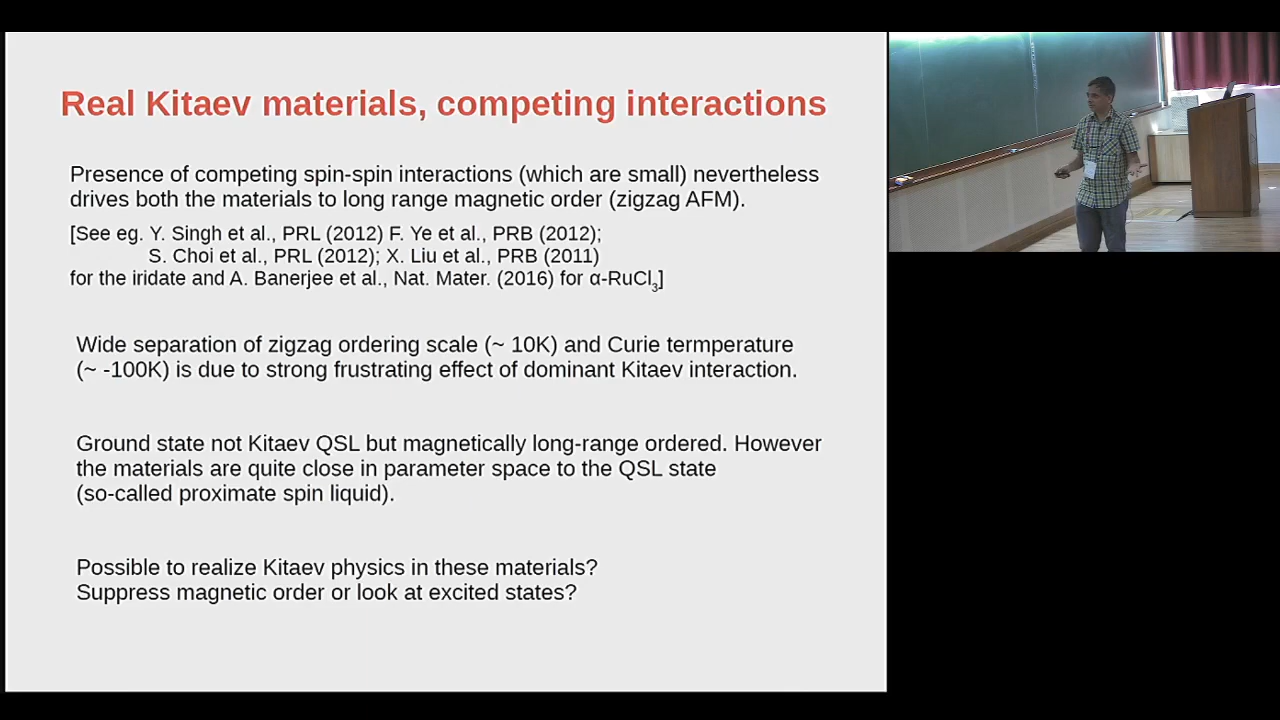 Real Kitaev materials, competing interactions
Presence of competing spin-spin interactions (which are small) nevertheless
drives both the materials to long range magnetic order (zigzag AFM).
[See eg. Y. Singh et al., PRL (2012) F. Ye et al., PRB (2012);
S. Choi et al., PRL (2012); X. Liu et al., PRB (2011)
for the iridate and A. Banerjee et al., Nat. Mater. (2016) for α-RuCl₃]
Wide separation of zigzag ordering scale (~ 10K) and Curie termperature
(~ -100K) is due to strong frustrating effect of dominant Kitaev interaction.
Ground state not Kitaev QSL but magnetically long-range ordered. However
the materials are quite close in parameter space to the QSL state
(so-called proximate spin liquid).
Possible to realize Kitaev physics in these materials?
Suppress magnetic order or look at excited states?